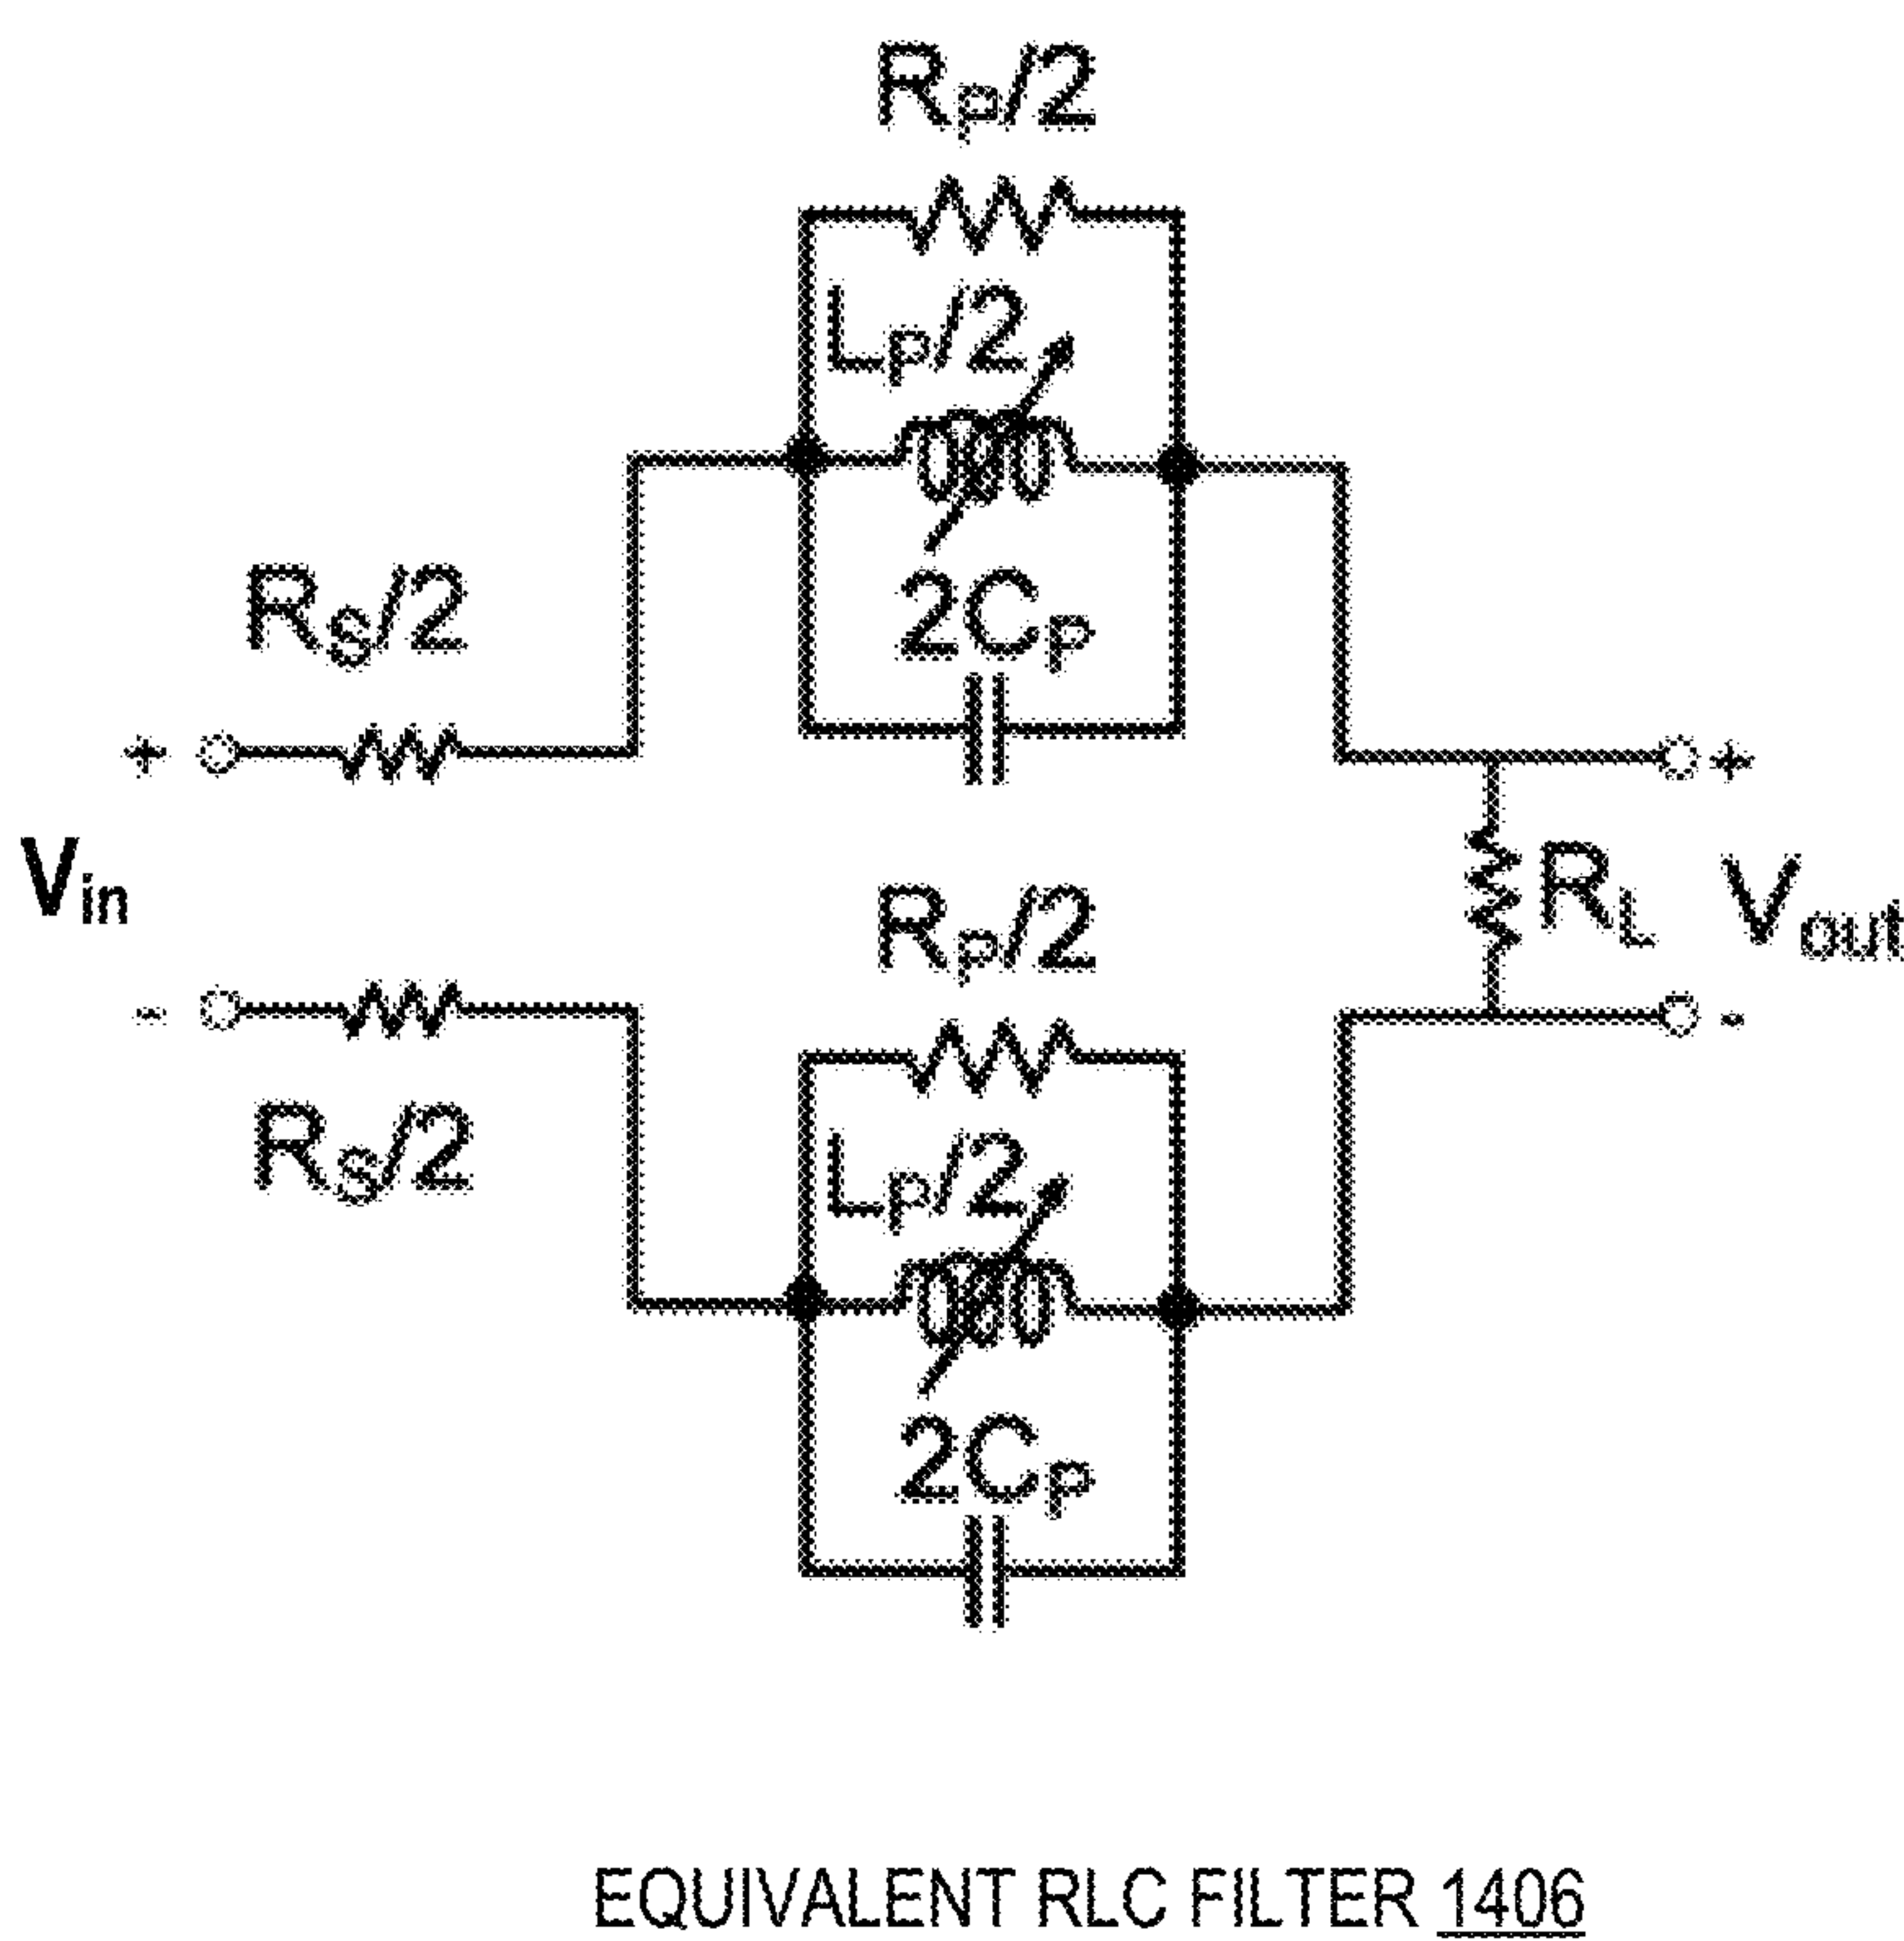 Rp/2
Lp/2
2Cp
RS/2
+
+
Vin
RL
Vout
-
-
RS/2
Rp/2
Lp/2
2Cp
EQUIVALENT RLC FILTER 1406